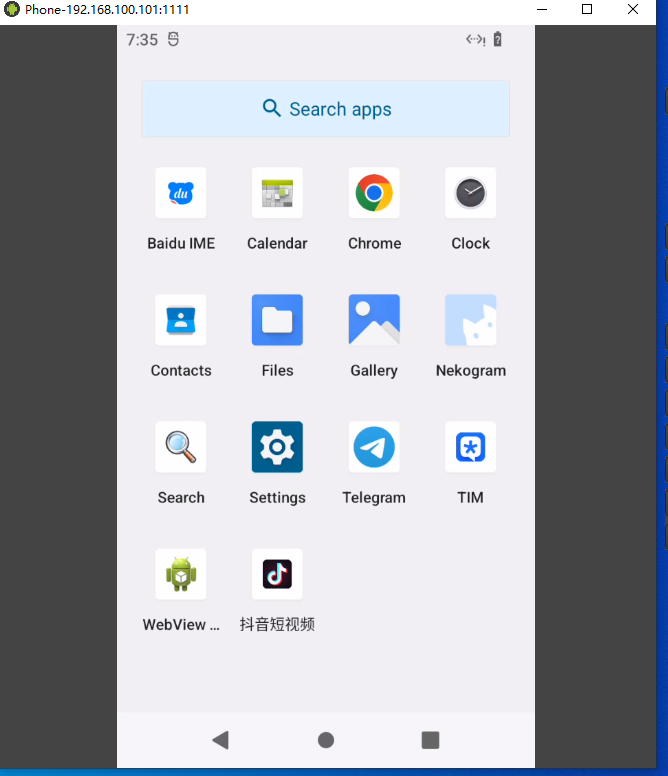 Phone-192.168.100.101:1111
7:35
Search apps
du
Baidu IME
Calendar
Chrome
Clock
Contacts
Files
Gallery
Nekogram
Search
Settings
Telegram
TIM
WebView ...
抖音短视频